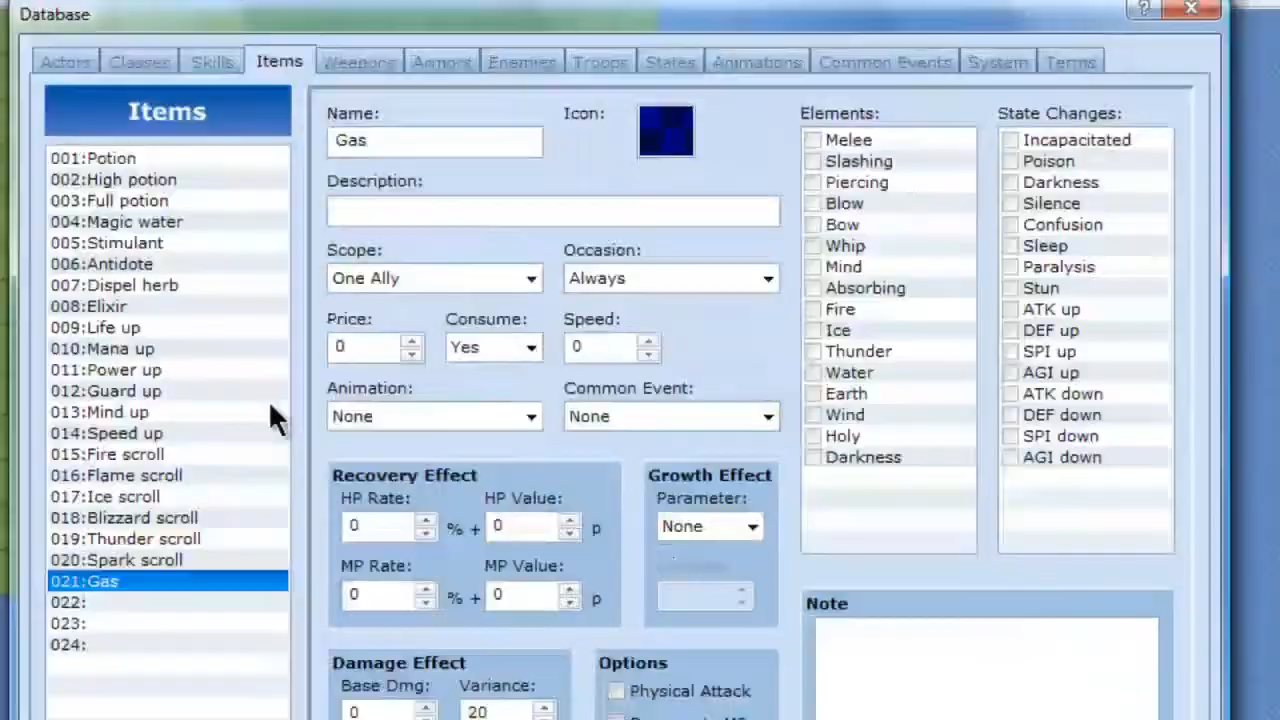 Database
Actors Classes Skills Items Weapons Armors Enemies Troops States Animations Common Events System Terms
Items
001:Potion
002:High potion
003:Full potion
004:Magic water
005:Stimulant
006:Antidote
007:Dispel herb
008:Elixir
009:Life up
010:Mana up
011:Power up
012:Guard up
013:Mind up
014:Speed up
015:Fire scroll
016:Flame scroll
017:Ice scroll
018:Blizzard scroll
019:Thunder scroll
020:Spark scroll
021:Gas
022:
023:
024:
Name: Icon:
Gas
Description:
Scope: Occasion:
One Ally Always
Price: Consume: Speed:
0 Yes 0
Animation: Common Event:
None None
Recovery Effect
HP Rate: HP Value:
0 % + 0 p
MP Rate: MP Value:
0 % + 0 p
Growth Effect
Parameter:
None
Damage Effect
Base Dmg: Variance:
0 20
Options
Physical Attack
Elements:
Melee
Slashing
Piercing
Blow
Bow
Whip
Mind
Absorbing
Fire
Ice
Thunder
Water
Earth
Wind
Holy
Darkness
State Changes:
Incapacitated
Poison
Darkness
Silence
Confusion
Sleep
Paralysis
Stun
ATK up
DEF up
SPI up
AGI up
ATK down
DEF down
SPI down
AGI down
Note